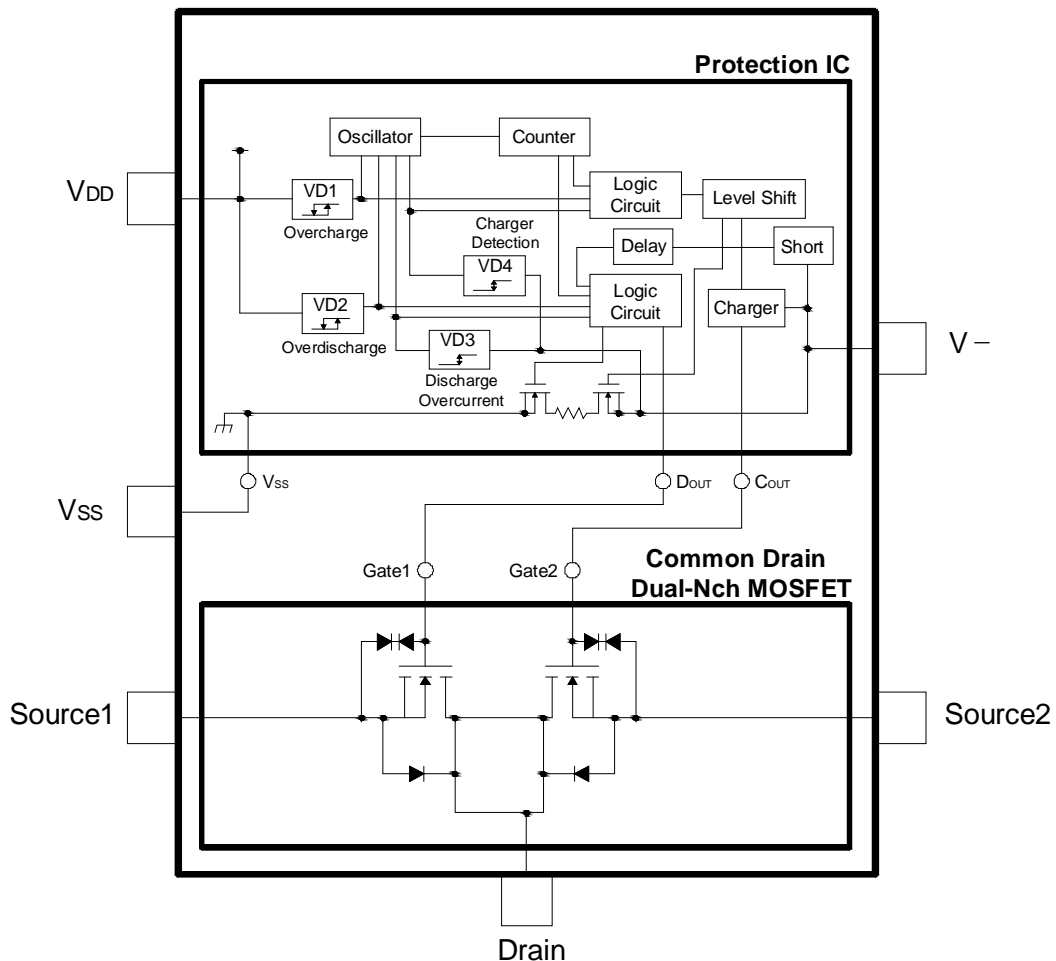 Protection IC
Oscillator
Counter
VDD
VD1
Overcharge
Logic
Circuit
Level Shift
Charger
Detection
Delay
Short
VD4
VD2
Overdischarge
Logic
Circuit
Charger
VD3
Discharge
Overcurrent
V−
VSS
VSS
DOUT
COUT
Gate1
Gate2
Common Drain
Dual-Nch MOSFET
Source1
Source2
Drain